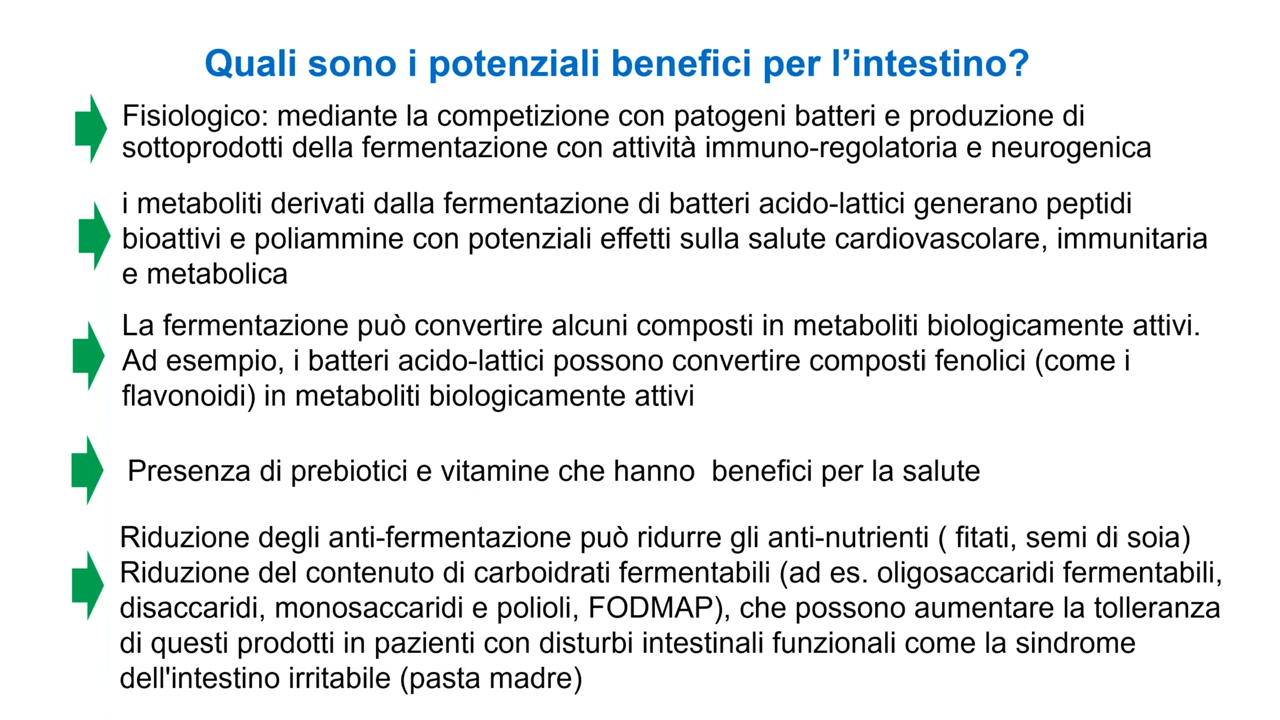 Quali sono i potenziali benefici per l’intestino?
Fisiologico: mediante la competizione con patogeni batteri e produzione di
sottoprodotti della fermentazione con attività immuno-regolatoria e neurogenica
i metaboliti derivati dalla fermentazione di batteri acido-lattici generano peptidi
bioattivi e poliammine con potenziali effetti sulla salute cardiovascolare, immunitaria
e metabolica
La fermentazione può convertire alcuni composti in metaboliti biologicamente attivi.
Ad esempio, i batteri acido-lattici possono convertire composti fenolici (come i
flavonoidi) in metaboliti biologicamente attivi
Presenza di prebiotici e vitamine che hanno  benefici per la salute
Riduzione degli anti-fermentazione può ridurre gli anti-nutrienti ( fitati, semi di soia)
Riduzione del contenuto di carboidrati fermentabili (ad es. oligosaccaridi fermentabili,
disaccaridi, monosaccaridi e polioli, FODMAP), che possono aumentare la tolleranza
di questi prodotti in pazienti con disturbi intestinali funzionali come la sindrome
dell'intestino irritabile (pasta madre)